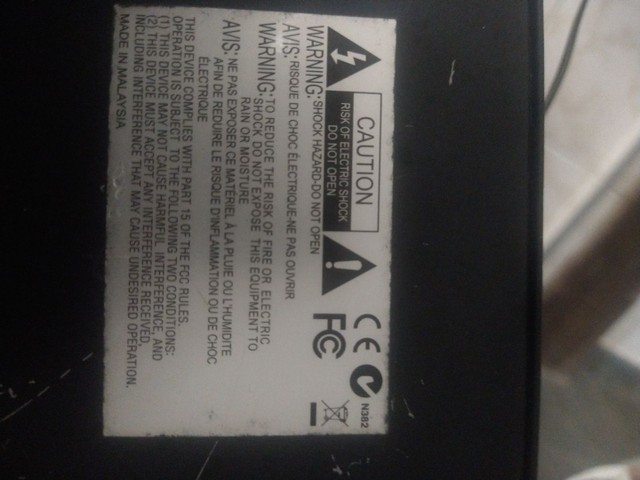 CAUTION
RISK OF ELECTRIC SHOCK
DO NOT OPEN
CE
N382
FC
WARNING: SHOCK HAZARD-DO NOT OPEN
AVIS: RISQUE DE CHOC ÉLECTRIQUE-NE PAS OUVRIR
WARNING: TO REDUCE THE RISK OF FIRE OR ELECTRIC
SHOCK DO NOT EXPOSE THIS EQUIPMENT TO
RAIN OR MOISTURE
AVIS: NE PAS EXPOSER CE MATÉRIEL À LA PLUIE OU L'HUMIDITE
AFIN DE REDUIRE LE RISQUE D'INFLAMMATION OU DE CHOC
ÉLECTRIQUE
THIS DEVICE COMPLIES WITH PART 15 OF THE FCC RULES
OPERATION IS SUBJECT TO THE FOLLOWING TWO CONDITIONS:
(1) THIS DEVICE MAY NOT CAUSE HARMFUL INTERFERENCE, AND
(2) THIS DEVICE MUST ACCEPT ANY INTERFERENCE RECEIVED,
INCLUDING INTERFERENCE THAT MAY CAUSE UNDESIRED OPERATION.
MADE IN MALAYSIA